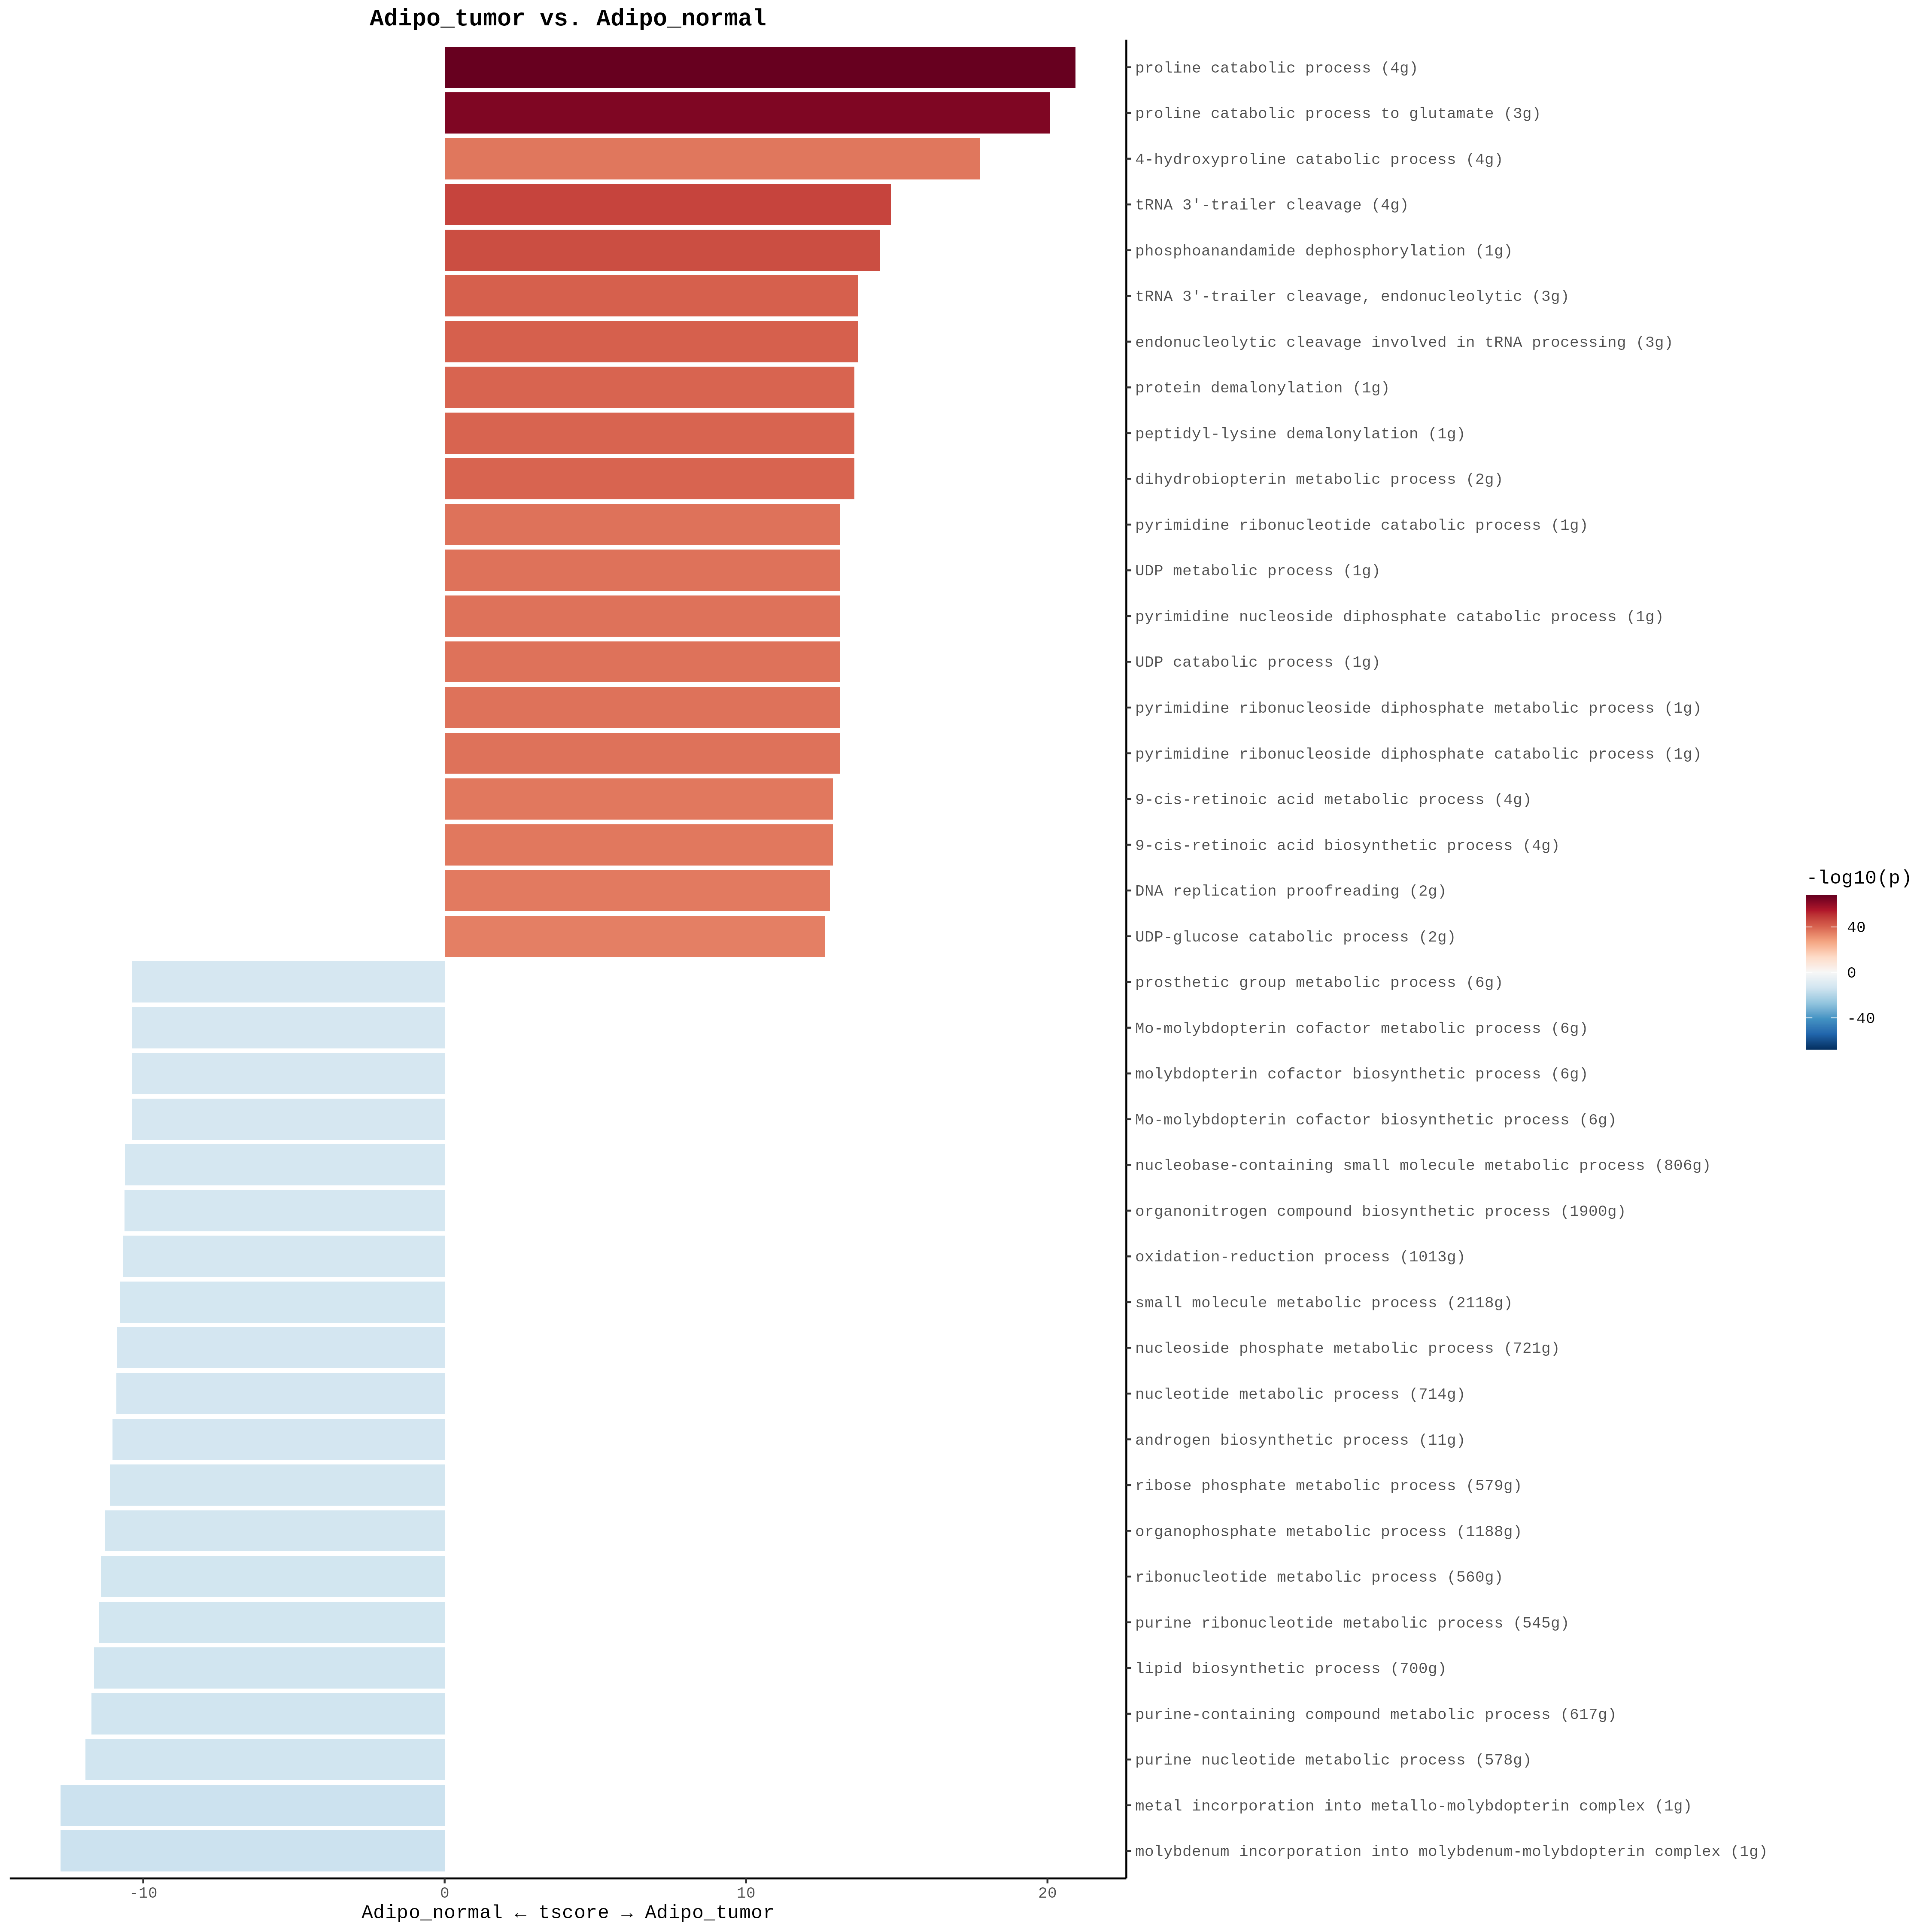 Adipo_tumor vs. Adipo_normal
proline catabolic process (4g)
proline catabolic process to glutamate (3g)
4-hydroxyproline catabolic process (4g)
tRNA 3'-trailer cleavage (4g)
phosphoanandamide dephosphorylation (1g)
tRNA 3'-trailer cleavage, endonucleolytic (3g)
endonucleolytic cleavage involved in tRNA processing (3g)
protein demalonylation (1g)
peptidyl-lysine demalonylation (1g)
dihydrobiopterin metabolic process (2g)
pyrimidine ribonucleotide catabolic process (1g)
UDP metabolic process (1g)
pyrimidine nucleoside diphosphate catabolic process (1g)
UDP catabolic process (1g)
pyrimidine ribonucleoside diphosphate metabolic process (1g)
pyrimidine ribonucleoside diphosphate catabolic process (1g)
9-cis-retinoic acid metabolic process (4g)
9-cis-retinoic acid biosynthetic process (4g)
DNA replication proofreading (2g)
UDP-glucose catabolic process (2g)
prosthetic group metabolic process (6g)
Mo-molybdopterin cofactor metabolic process (6g)
molybdopterin cofactor biosynthetic process (6g)
Mo-molybdopterin cofactor biosynthetic process (6g)
nucleobase-containing small molecule metabolic process (806g)
organonitrogen compound biosynthetic process (1900g)
oxidation-reduction process (1013g)
small molecule metabolic process (2118g)
nucleoside phosphate metabolic process (721g)
nucleotide metabolic process (714g)
androgen biosynthetic process (11g)
ribose phosphate metabolic process (579g)
organophosphate metabolic process (1188g)
ribonucleotide metabolic process (560g)
purine ribonucleotide metabolic process (545g)
lipid biosynthetic process (700g)
purine-containing compound metabolic process (617g)
purine nucleotide metabolic process (578g)
metal incorporation into metallo-molybdopterin complex (1g)
molybdenum incorporation into molybdenum-molybdopterin complex (1g)
-10 0 10 20
Adipo_normal ← tscore → Adipo_tumor
-log10(p)
40
0
-40